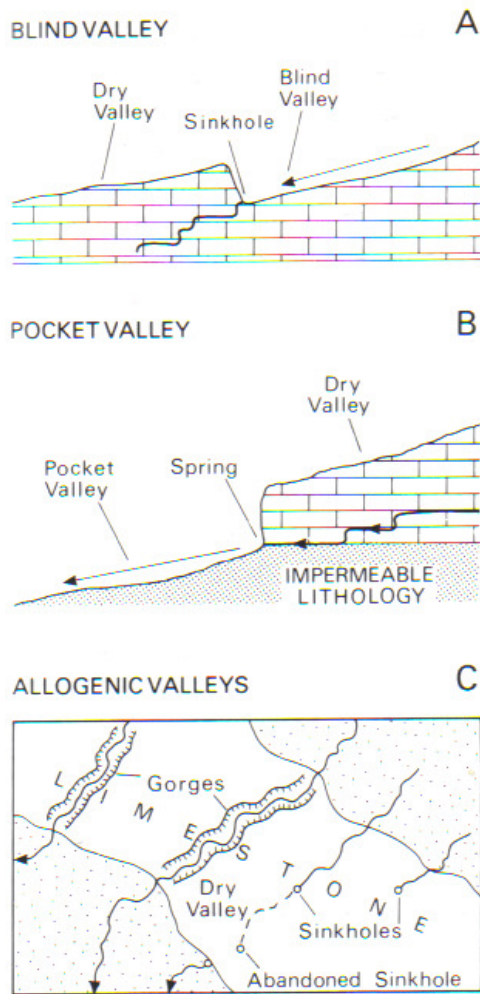 BLIND VALLEY
A
Dry
Valley
Sinkhole
Blind
Valley
POCKET VALLEY
B
Dry
Valley
Pocket
Valley
Spring
IMPERMEABLE
LITHOLOGY
ALLOGENIC VALLEYS
C
LIMESTONE
Gorges
Dry
Valley
Sinkholes
Abandoned Sinkhole